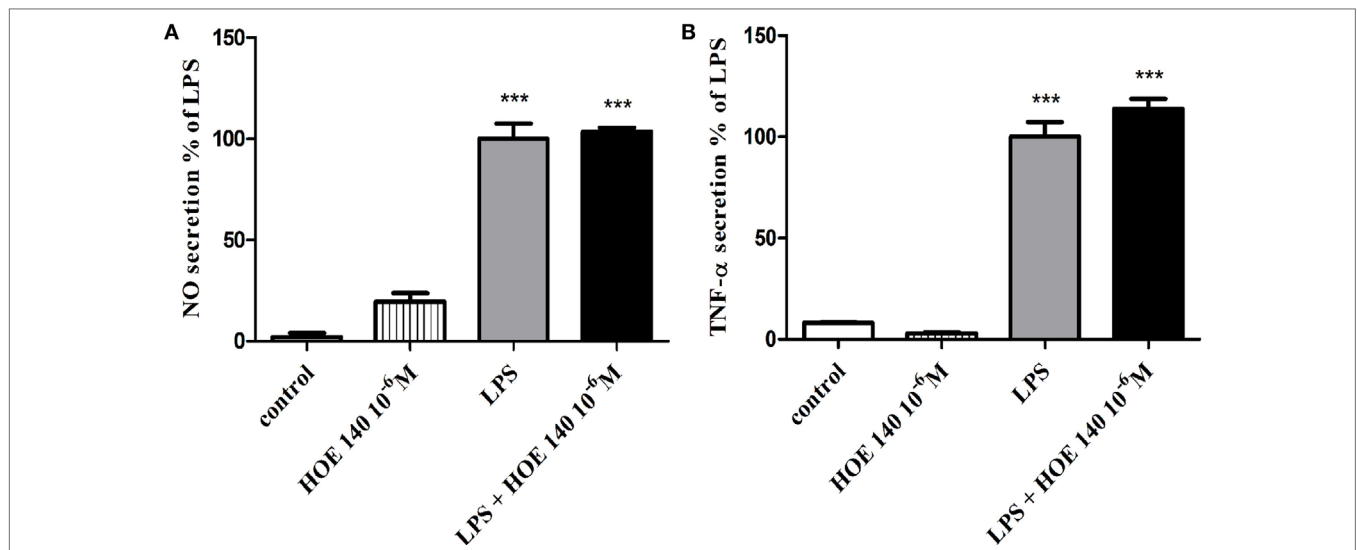 A
NO secretion % of LPS
150
100
50
0
***
***
control
HOE 140 10⁻⁶M
LPS
LPS + HOE 140 10⁻⁶M
B
TNF-α secretion % of LPS
150
100
50
0
***
***
control
HOE 140 10⁻⁶M
LPS
LPS + HOE 140 10⁻⁶M